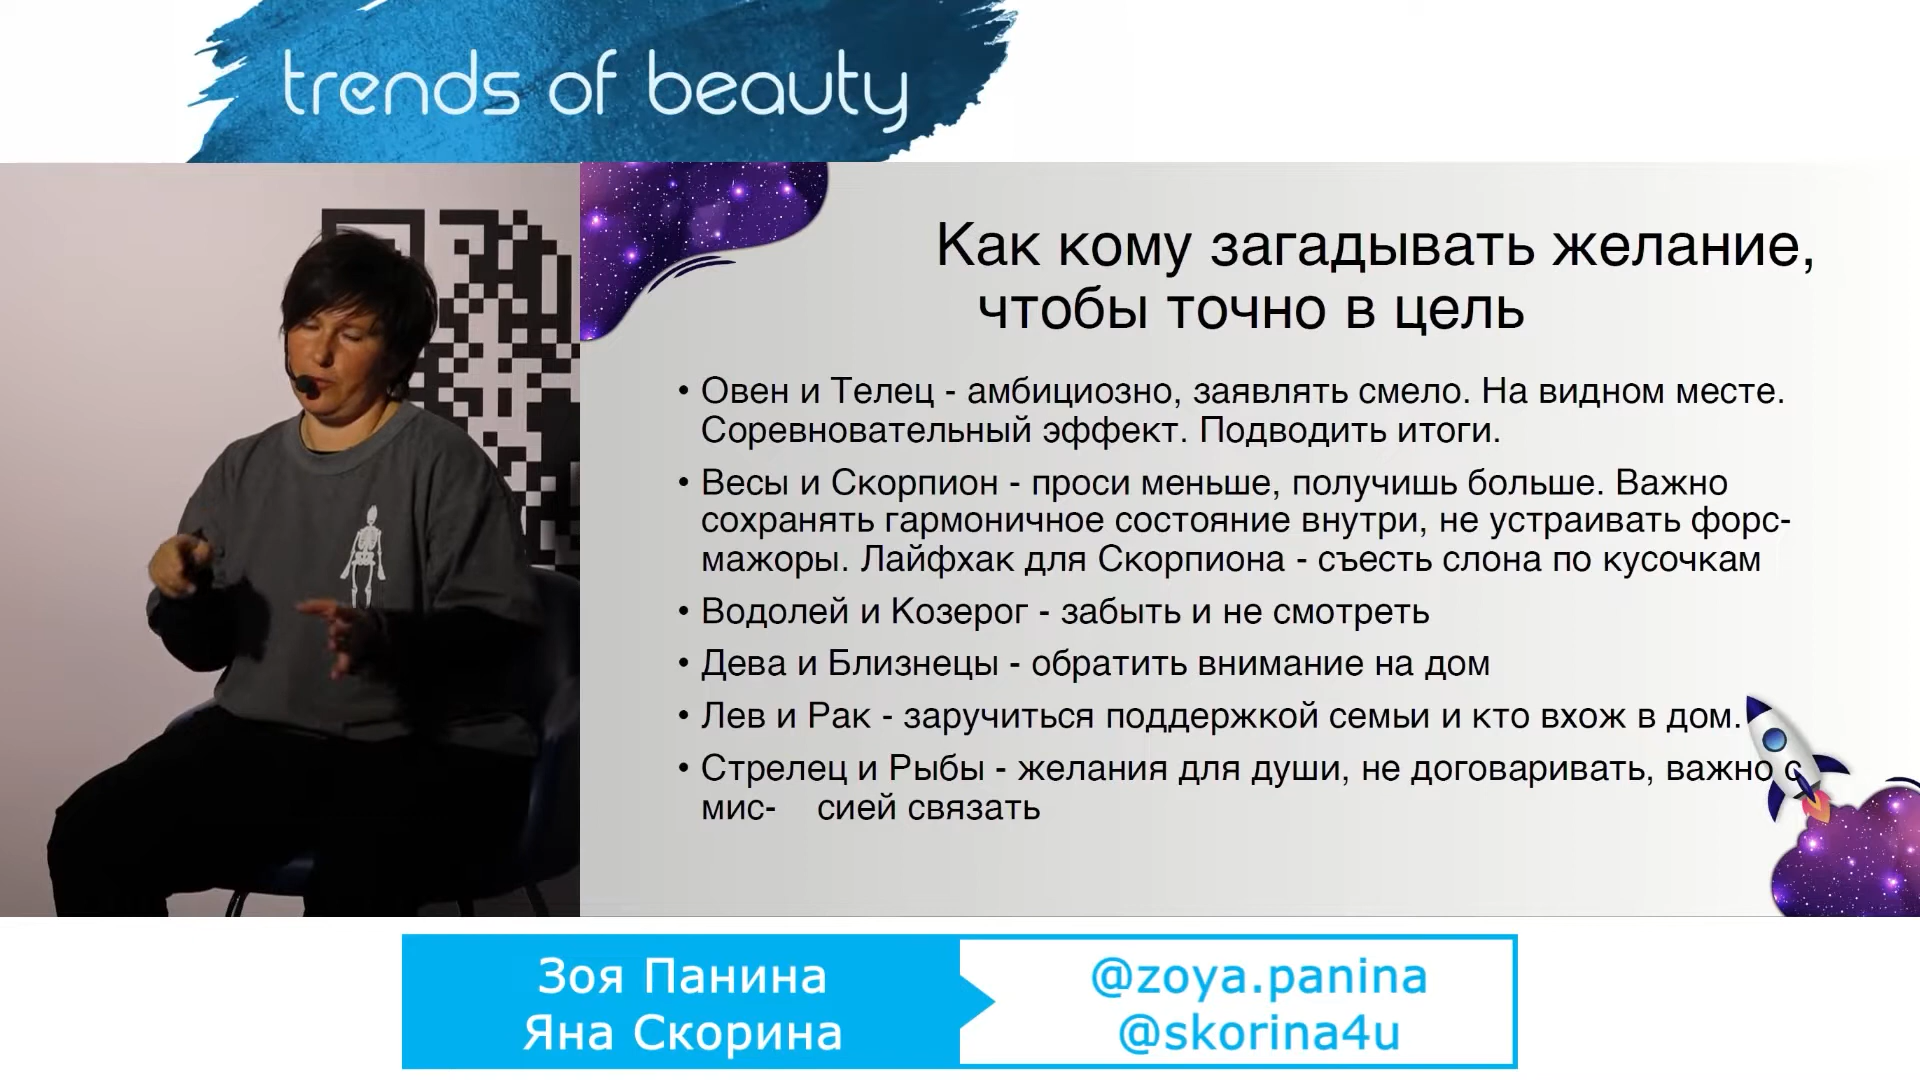 trends of beauty
Как кому загадывать желание,
чтобы точно в цель
• Овен и Телец - амбициозно, заявлять смело. На видном месте.
Соревновательный эффект. Подводить итоги.
• Весы и Скорпион - проси меньше, получишь больше. Важно
сохранять гармоничное состояние внутри, не устраивать форс-
мажоры. Лайфхак для Скорпиона - съесть слона по кусочкам
• Водолей и Козерог - забыть и не смотреть
• Дева и Близнецы - обратить внимание на дом
• Лев и Рак - заручиться поддержкой семьи и кто вхож в дом.
• Стрелец и Рыбы - желания для души, не договаривать, важно с
мис- сией связать
Зоя Панина
Яна Скорина
@zoya.panina
@skorina4u